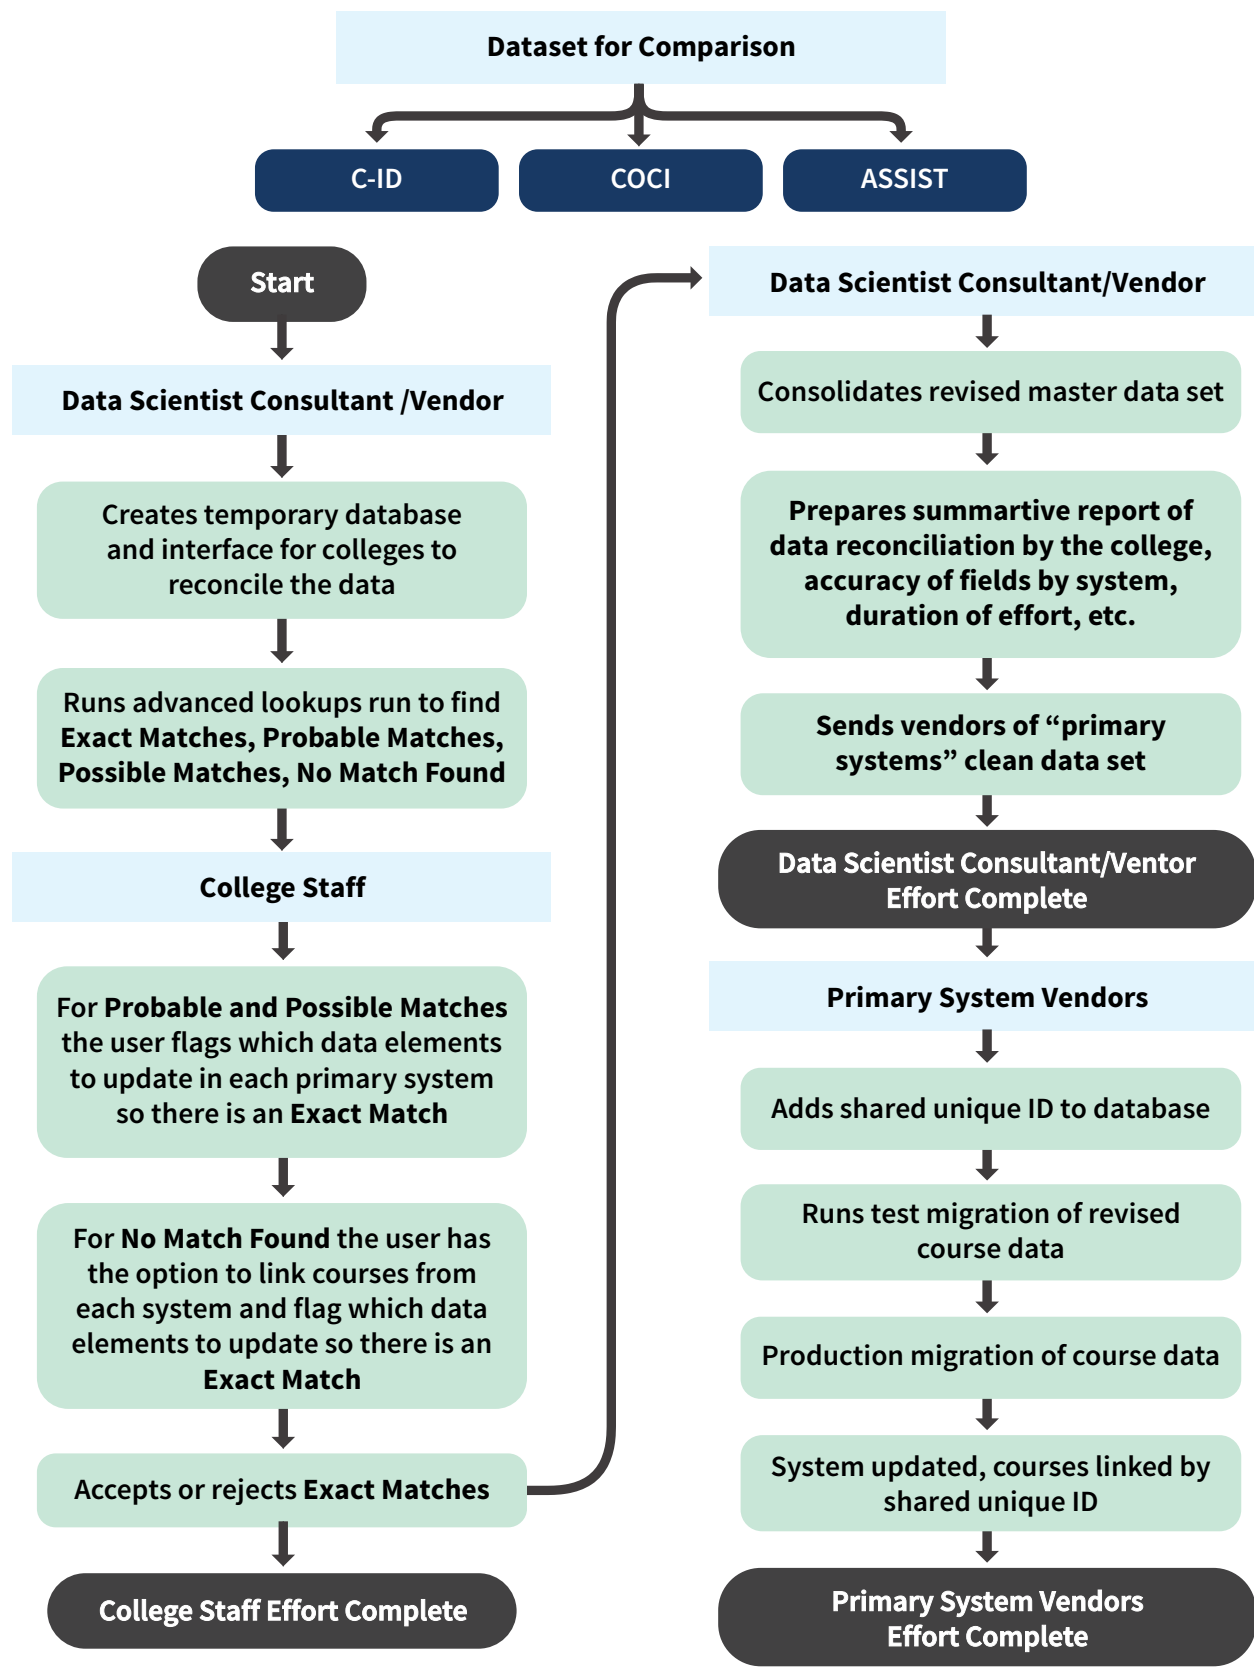 Dataset for Comparison
C-ID
COCI
ASSIST
Start
Data Scientist Consultant /Vendor
Creates temporary database
and interface for colleges to
reconcile the data
Runs advanced lookups run to find
Exact Matches, Probable Matches,
Possible Matches, No Match Found
College Staff
For Probable and Possible Matches
the user flags which data elements
to update in each primary system
so there is an Exact Match
For No Match Found the user has
the option to link courses from
each system and flag which data
elements to update so there is an
Exact Match
Accepts or rejects Exact Matches
College Staff Effort Complete
Data Scientist Consultant/Vendor
Consolidates revised master data set
Prepares summartive report of
data reconciliation by the college,
accuracy of fields by system,
duration of effort, etc.
Sends vendors of “primary
systems” clean data set
Data Scientist Consultant/Ventor
Effort Complete
Primary System Vendors
Adds shared unique ID to database
Runs test migration of revised
course data
Production migration of course data
System updated, courses linked by
shared unique ID
Primary System Vendors
Effort Complete